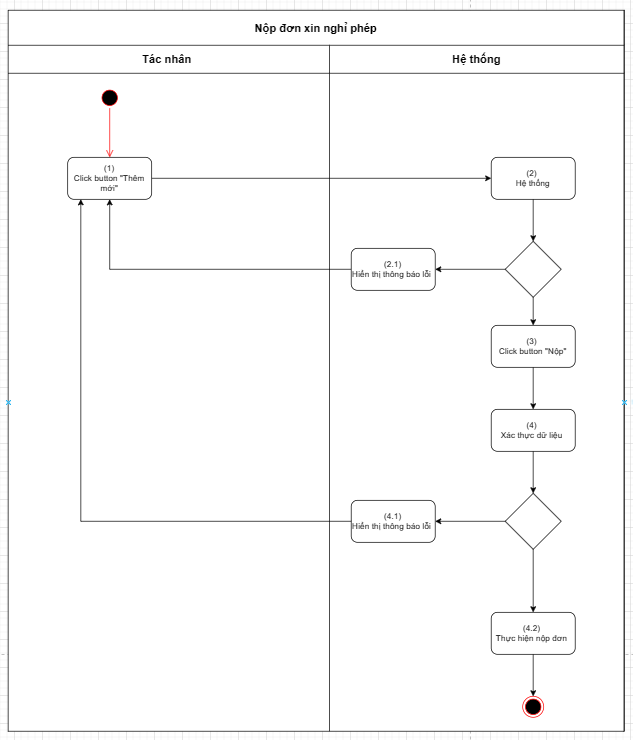 Nộp đơn xin nghỉ phép
Tác nhân
Hệ thống
(1)
Click button "Thêm
mới"
(2)
Hệ thống
(2.1)
Hiển thị thông báo lỗi
(3)
Click button "Nộp"
(4)
Xác thực dữ liệu
(4.1)
Hiển thị thông báo lỗi
(4.2)
Thực hiện nộp đơn